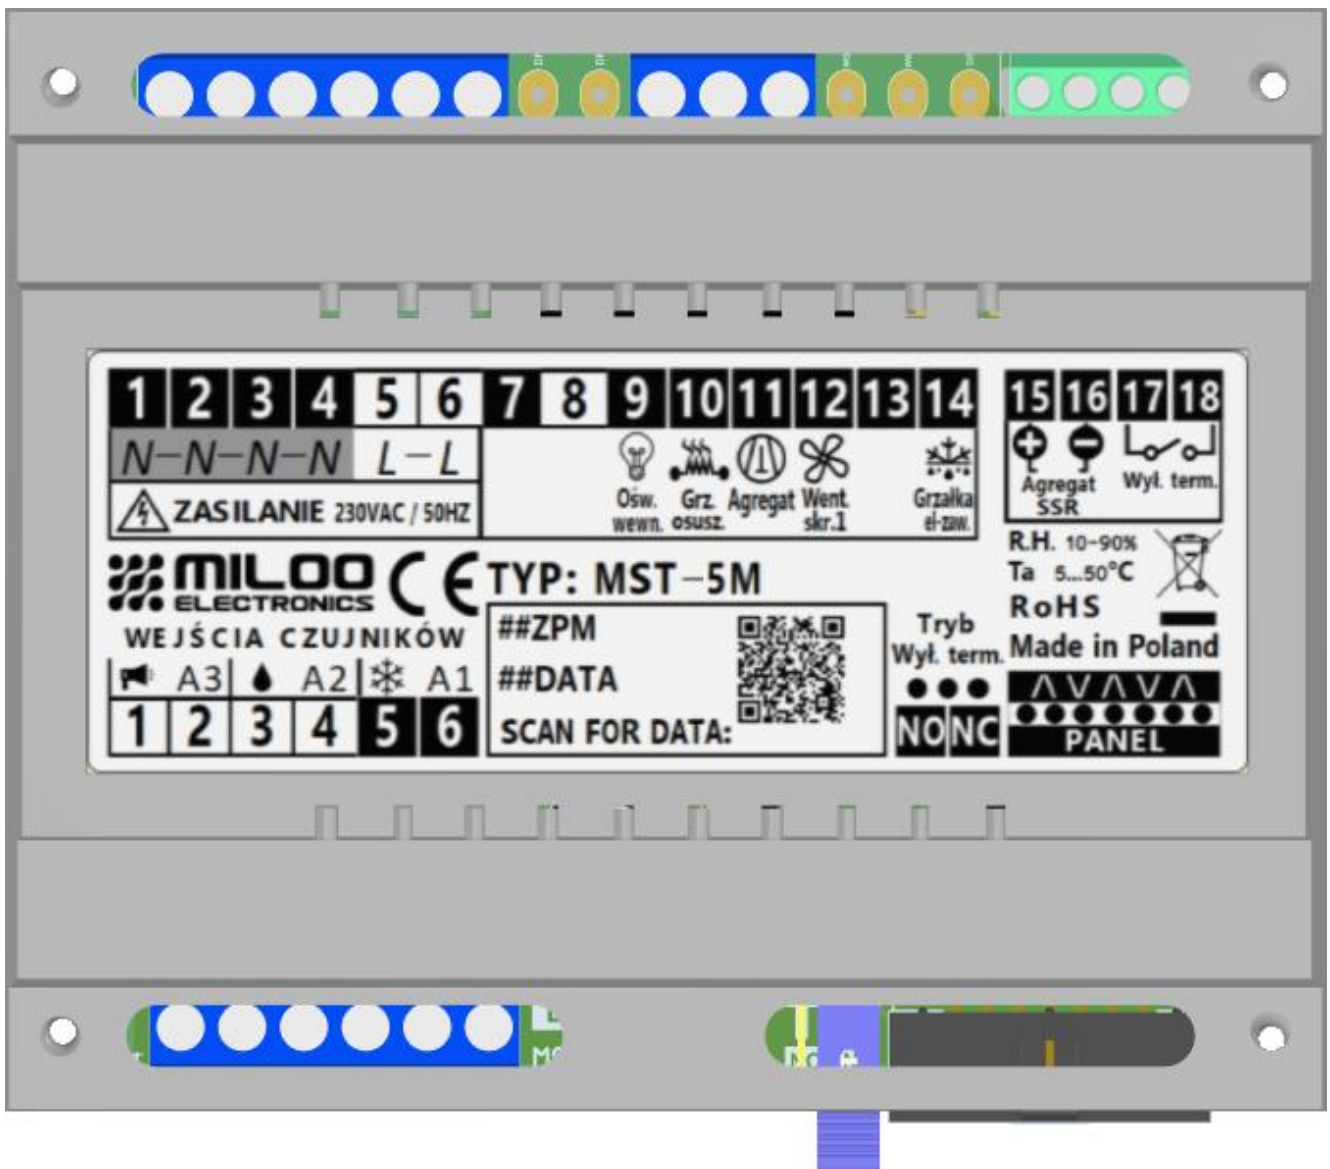 1 2 3 4 5 6 7 8 9 10 11 12 13 14 15 16 17 18
N-N-N-N L-L
Ośw. wewn.
Grz. osusz.
Agregat
Went. skr.1
Grzałka el-zaw.
Agregat SSR
Wył. term.
ZASILANIE 230VAC / 50HZ
MILOO
ELECTRONICS
CE
TYP: MST-5M
R.H. 10-90%
Ta 5...50°C
RoHS
Made in Poland
WEJŚCIA CZUJNIKÓW
A3 A2 A1
1 2 3 4 5 6
##ZPM
##DATA
SCAN FOR DATA:
Tryb
Wył. term.
NO NC
PANEL